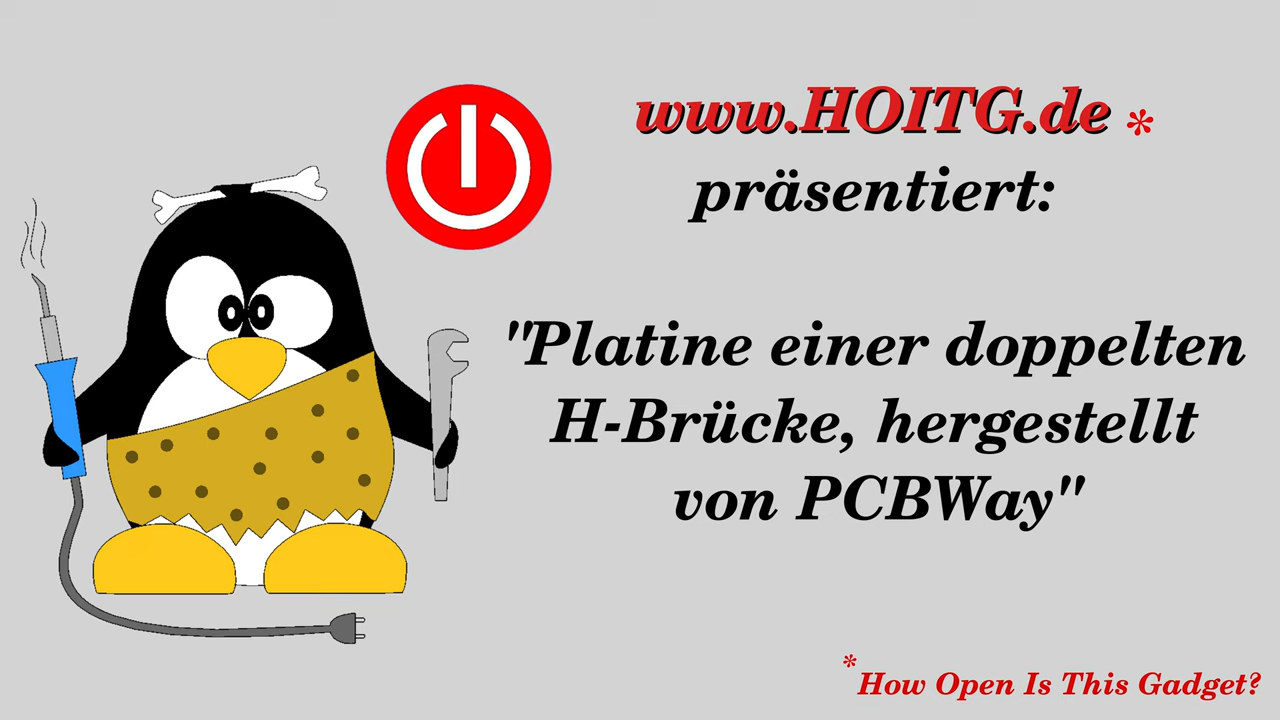 www.HOITG.de *
präsentiert:
"Platine einer doppelten
H-Brücke, hergestellt
von PCBWay"
*How Open Is This Gadget?